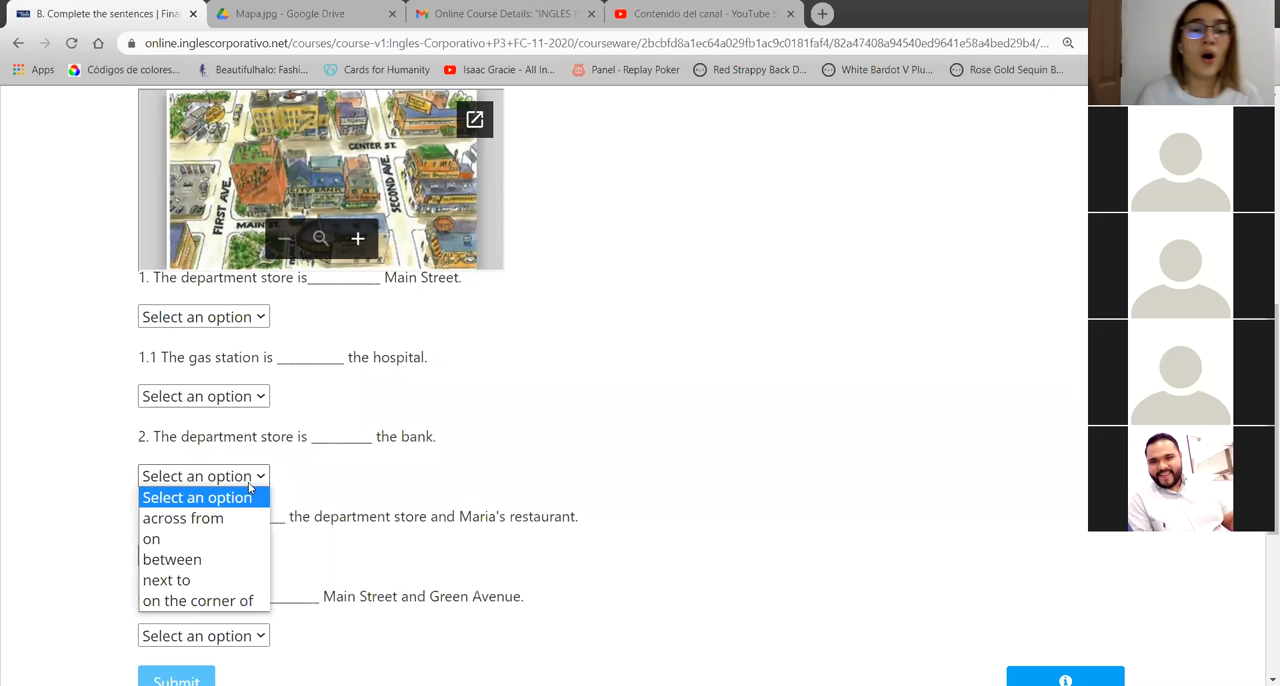 B. Complete the sentences | Fina
Mapa.jpg - Google Drive
Online Course Details: "INGLES I
Contenido del canal - YouTube S
online.inglescorporativo.net/courses/course-v1:Ingles-Corporativo+P3+FC-11-2020/courseware/2bcbfd8a1ec64a029fb1ac9c0181faf4/82a47408a94540ed9641e58a4bed29b4/...
Apps
Códigos de colores...
Beautifulhalo: Fashi...
Cards for Humanity
Isaac Gracie - All In...
Panel · Replay Poker
Red Strappy Back D...
White Bardot V Plu...
Rose Gold Sequin B...
CENTER ST.
FIRST AVE.
SECOND AVE.
CITY BANK
MAIN
1. The department store is__________ Main Street.
Select an option
1.1 The gas station is _________ the hospital.
Select an option
2. The department store is ________ the bank.
Select an option
Select an option
across from
on
between
next to
on the corner of
__ the department store and Maria's restaurant.
______ Main Street and Green Avenue.
Select an option
Submit